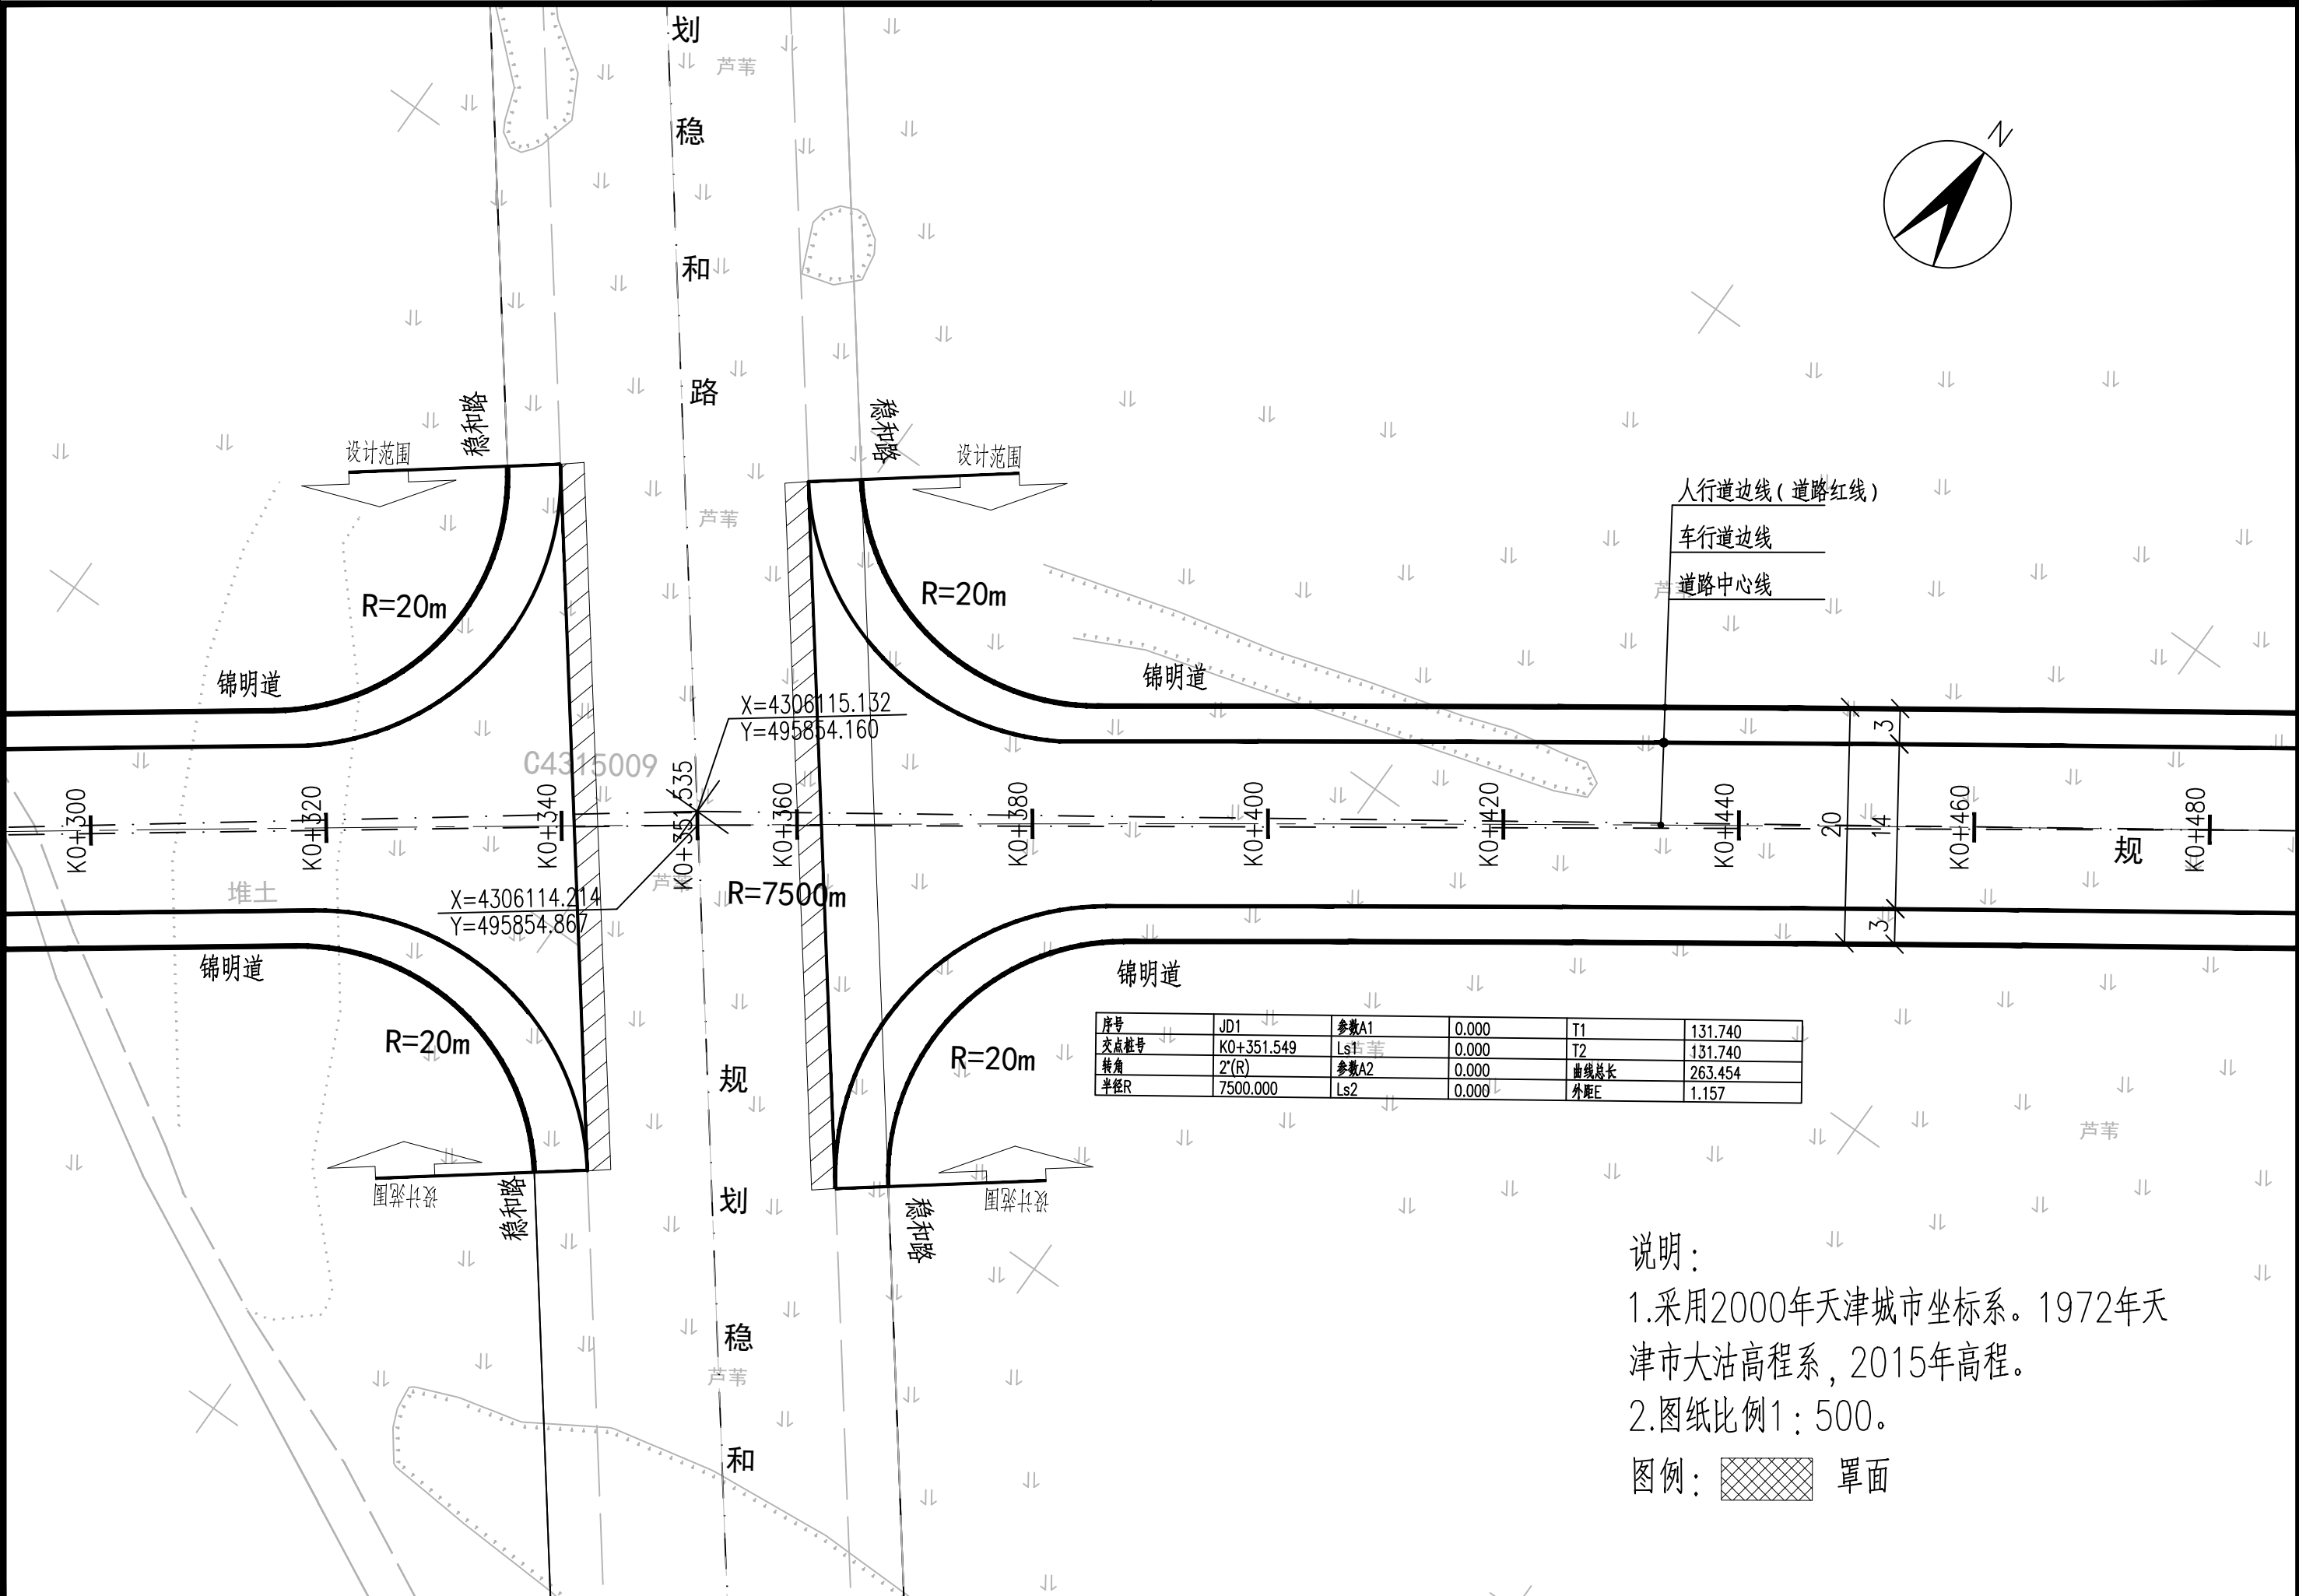 划
芦苇
稳
N
和
路
稳和路
稳和路
设计范围
设计范围
人行道边线(道路红线)
车行道边线
道路中心线
芦苇
芦苇
R=20m
R=20m
锦明道
锦明道
X=4306115.132
Y=495854.160
C4315009
3
20
14
3
K0+300
K0+320
K0+340
K0+351.535
K0+360
K0+380
K0+400
K0+420
K0+440
K0+460
K0+480
规
堆土
芦苇
R=7500m
X=4306114.214
Y=495854.867
锦明道
锦明道
R=20m
R=20m
序号 JD1 参数A1 0.000 T1 131.740
交点桩号 K0+351.549 Ls1 0.000 T2 131.740
转角 2°(R) 参数A2 0.000 曲线总长 263.454
半径R 7500.000 Ls2 0.000 外距E 1.157
芦苇
芦苇
规
设计范围
设计范围
稳和路
稳和路
划
稳
芦苇
和
说明:
1.采用2000年天津城市坐标系。1972年天
津市大沽高程系,2015年高程。
2.图纸比例1:500。
图例: 罩面